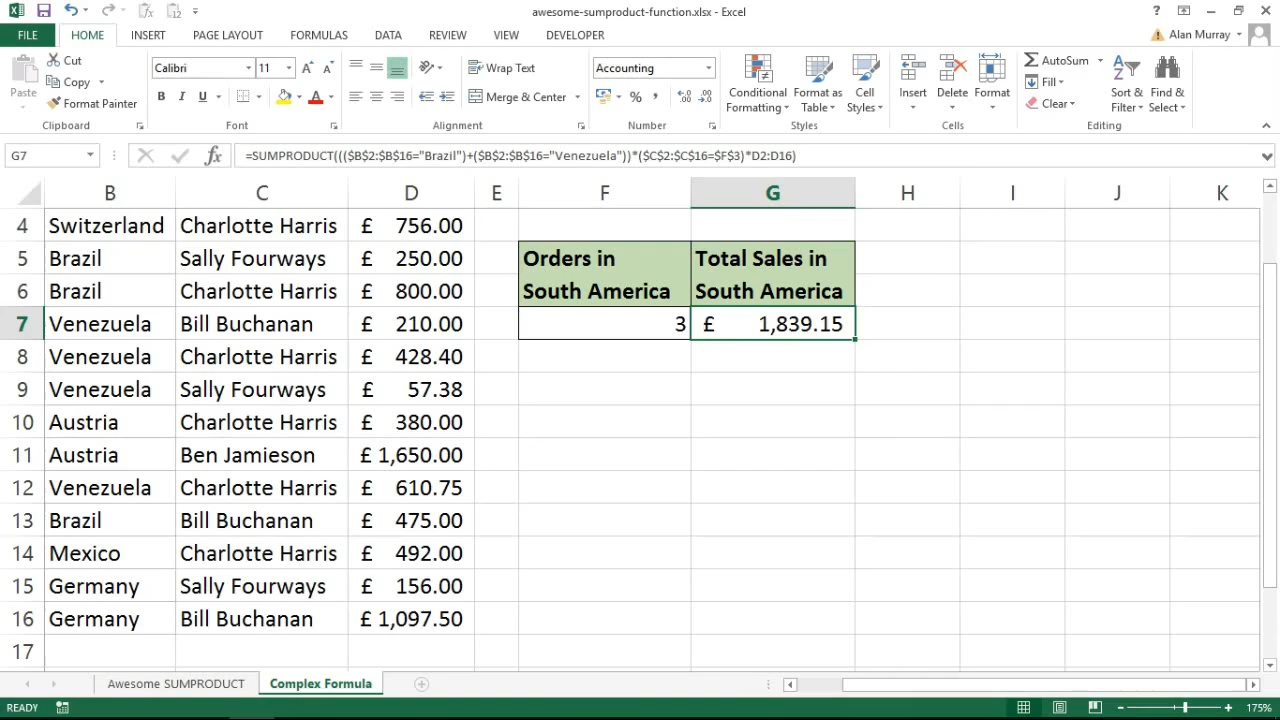 awesome-sumproduct-function.xlsx - Excel
?
FILE HOME INSERT PAGE LAYOUT FORMULAS DATA REVIEW VIEW DEVELOPER Alan Murray
Paste Cut Copy Format Painter Clipboard
Calibri 11 A A B I U A Font
Wrap Text Merge & Center Alignment
Accounting % , Number
Conditional Formatting Format as Table Cell Styles Styles
Insert Delete Format Cells
AutoSum Fill Clear Sort & Filter Find & Select Editing
G7 fx =SUMPRODUCT((($B$2:$B$16="Brazil")+($B$2:$B$16="Venezuela"))*($C$2:$C$16=$F$3)*D2:D16)
B C D E F G H I J K
4 Switzerland Charlotte Harris £ 756.00
5 Brazil Sally Fourways £ 250.00 Orders in Total Sales in
6 Brazil Charlotte Harris £ 800.00 South America South America
7 Venezuela Bill Buchanan £ 210.00 3 £ 1,839.15
8 Venezuela Charlotte Harris £ 428.40
9 Venezuela Sally Fourways £ 57.38
10 Austria Charlotte Harris £ 380.00
11 Austria Ben Jamieson £ 1,650.00
12 Venezuela Charlotte Harris £ 610.75
13 Brazil Bill Buchanan £ 475.00
14 Mexico Charlotte Harris £ 492.00
15 Germany Sally Fourways £ 156.00
16 Germany Bill Buchanan £ 1,097.50
17
Awesome SUMPRODUCT Complex Formula
READY 175%